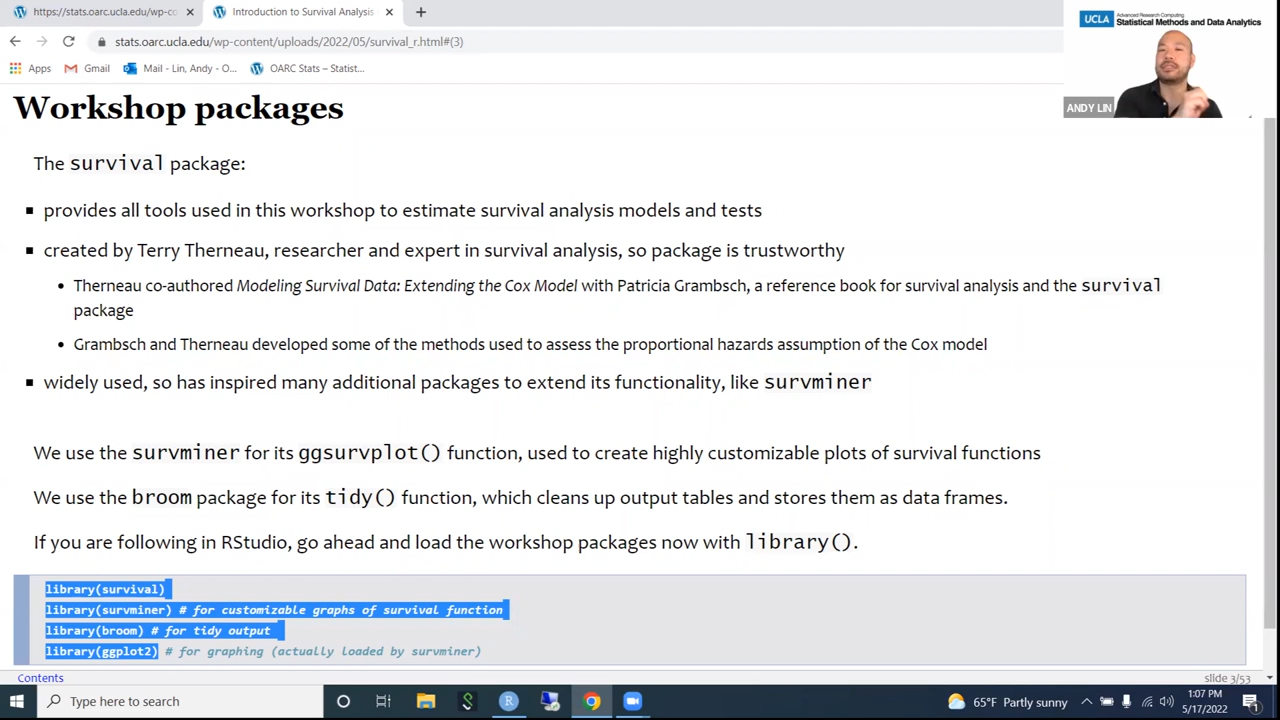 https://stats.oarc.ucla.edu/wp-co
Introduction to Survival Analysis
stats.oarc.ucla.edu/wp-content/uploads/2022/05/survival_r.html#(3)
Apps
Gmail
Mail - Lin, Andy - O...
OARC Stats – Statist...
UCLA
Advanced Research Computing
Statistical Methods and Data Analytics
ANDY LIN
Workshop packages
The survival package:
provides all tools used in this workshop to estimate survival analysis models and tests
created by Terry Therneau, researcher and expert in survival analysis, so package is trustworthy
Therneau co-authored Modeling Survival Data: Extending the Cox Model with Patricia Grambsch, a reference book for survival analysis and the survival
package
Grambsch and Therneau developed some of the methods used to assess the proportional hazards assumption of the Cox model
widely used, so has inspired many additional packages to extend its functionality, like survminer
We use the survminer for its ggsurvplot() function, used to create highly customizable plots of survival functions
We use the broom package for its tidy() function, which cleans up output tables and stores them as data frames.
If you are following in RStudio, go ahead and load the workshop packages now with library().
library(survival)
library(survminer) # for customizable graphs of survival function
library(broom) # for tidy output
library(ggplot2) # for graphing (actually loaded by survminer)
Contents
slide 3/53
Type here to search
65°F Partly sunny
1:07 PM
5/17/2022